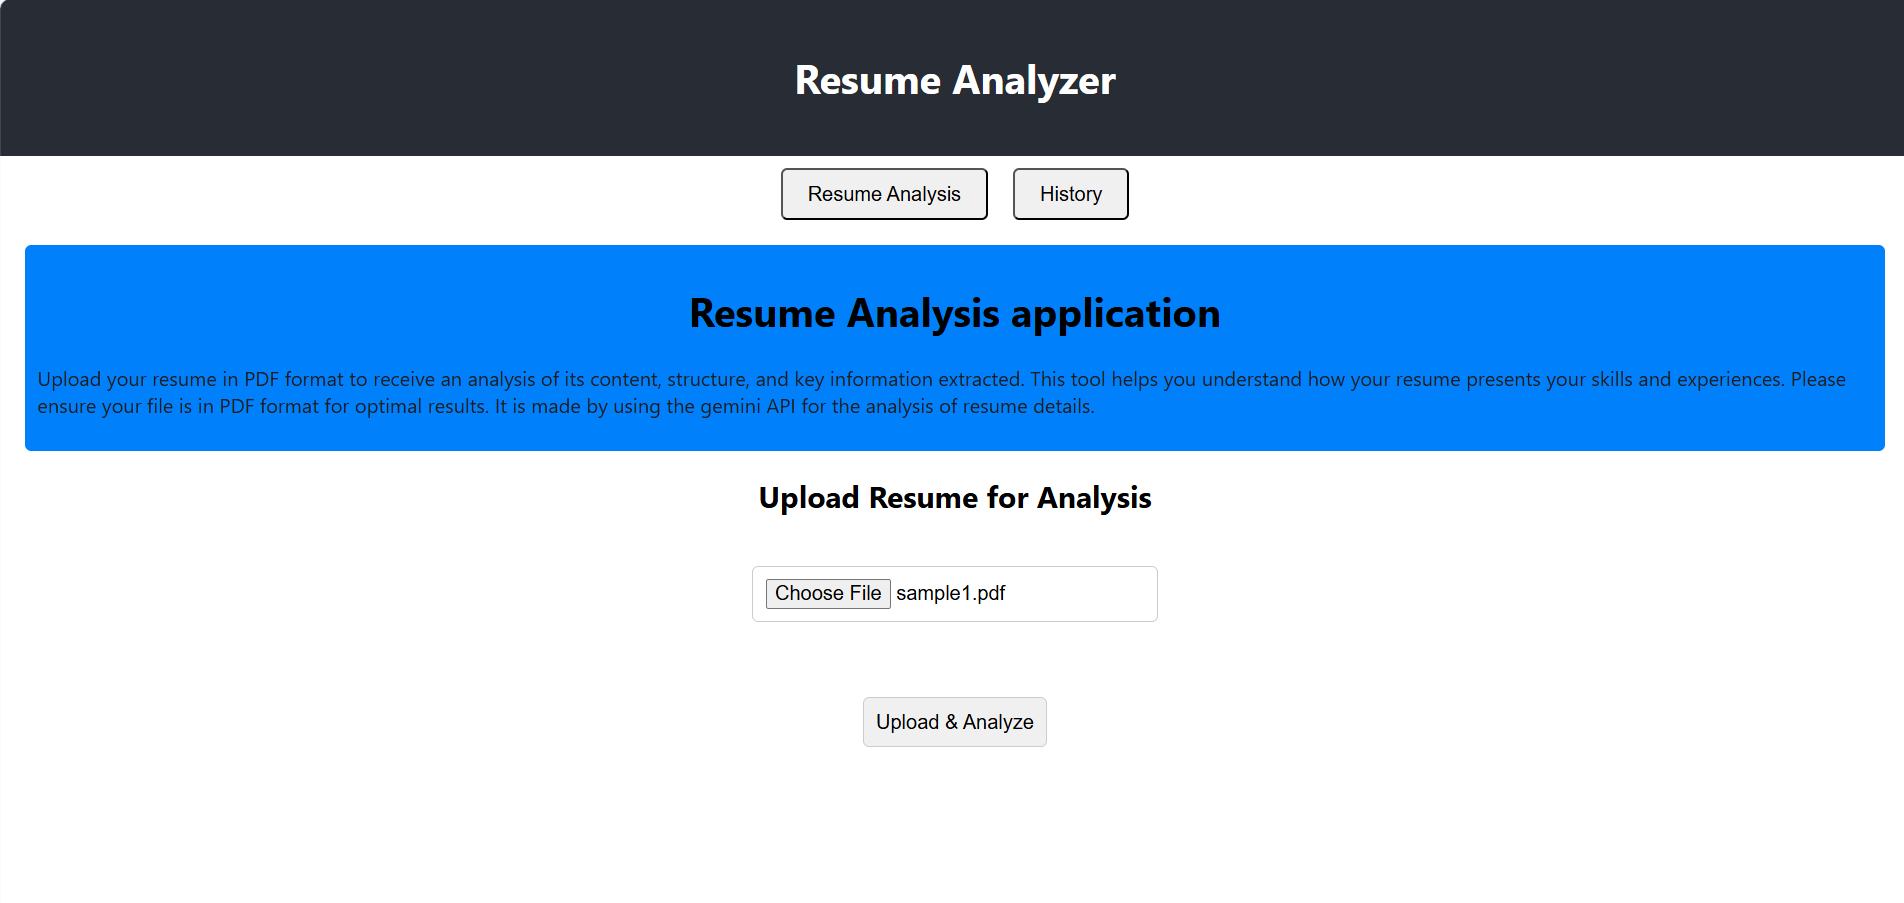 Resume Analyzer
Resume Analysis
History
Resume Analysis application
Upload your resume in PDF format to receive an analysis of its content, structure, and key information extracted. This tool helps you understand how your resume presents your skills and experiences. Please
ensure your file is in PDF format for optimal results. It is made by using the gemini API for the analysis of resume details.
Upload Resume for Analysis
Choose File sample1.pdf
Upload & Analyze